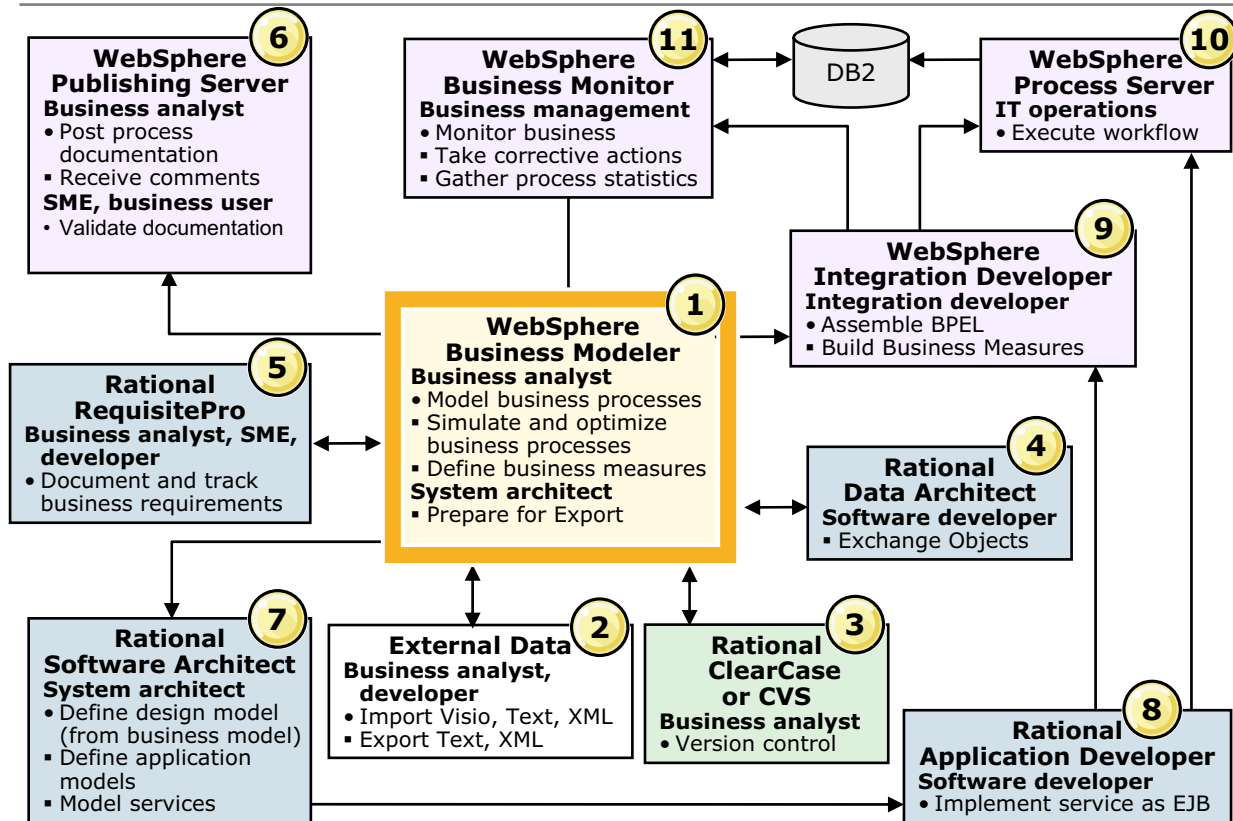 6
WebSphere
Publishing Server
Business analyst
• Post process
documentation
▪ Receive comments
SME, business user
• Validate documentation
11
WebSphere
Business Monitor
Business management
• Monitor business
▪ Take corrective actions
▪ Gather process statistics
DB2
10
WebSphere
Process Server
IT operations
• Execute workflow
9
WebSphere
Integration Developer
Integration developer
• Assemble BPEL
▪ Build Business Measures
1
WebSphere
Business Modeler
Business analyst
• Model business processes
▪ Simulate and optimize
business processes
▪ Define business measures
System architect
▪ Prepare for Export
5
Rational
RequisitePro
Business analyst, SME,
developer
• Document and track
business requirements
4
Rational
Data Architect
Software developer
▪ Exchange Objects
7
Rational
Software Architect
System architect
• Define design model
(from business model)
▪ Define application
models
▪ Model services
2
External Data
Business analyst,
developer
• Import Visio, Text, XML
▪ Export Text, XML
3
Rational
ClearCase
or CVS
Business analyst
• Version control
8
Rational
Application Developer
Software developer
• Implement service as EJB